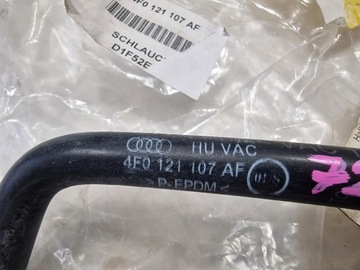 4F0 121 107 AF
SCHLAUC
D1F52E
HU VAC
4F0 121 107 AF
>P-EPDM<